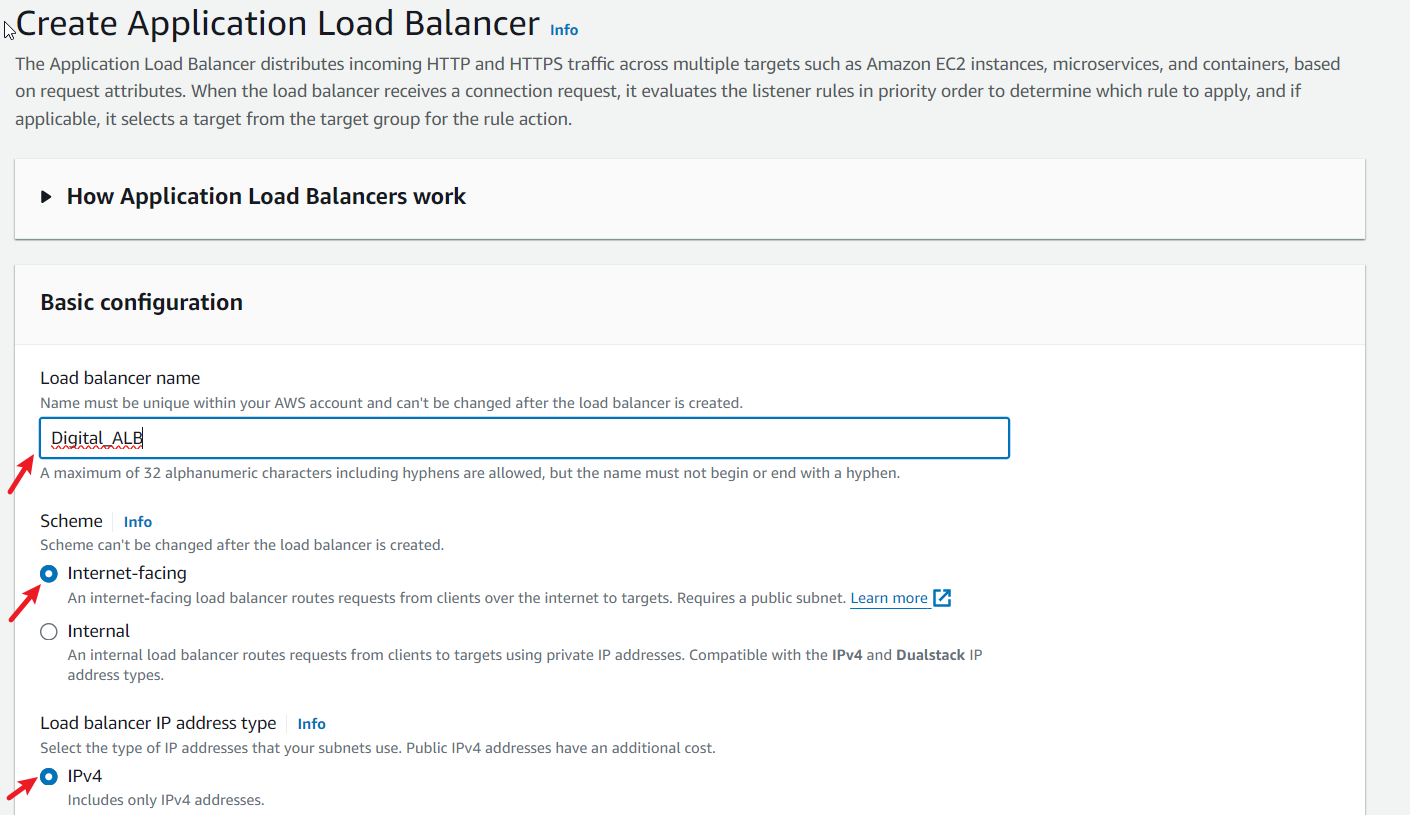 Create Application Load Balancer Info
The Application Load Balancer distributes incoming HTTP and HTTPS traffic across multiple targets such as Amazon EC2 instances, microservices, and containers, based
on request attributes. When the load balancer receives a connection request, it evaluates the listener rules in priority order to determine which rule to apply, and if
applicable, it selects a target from the target group for the rule action.
How Application Load Balancers work
Basic configuration
Load balancer name
Name must be unique within your AWS account and can't be changed after the load balancer is created.
Digital_ALB
A maximum of 32 alphanumeric characters including hyphens are allowed, but the name must not begin or end with a hyphen.
Scheme Info
Scheme can't be changed after the load balancer is created.
Internet-facing
An internet-facing load balancer routes requests from clients over the internet to targets. Requires a public subnet. Learn more
Internal
An internal load balancer routes requests from clients to targets using private IP addresses. Compatible with the IPv4 and Dualstack IP
address types.
Load balancer IP address type Info
Select the type of IP addresses that your subnets use. Public IPv4 addresses have an additional cost.
IPv4
Includes only IPv4 addresses.